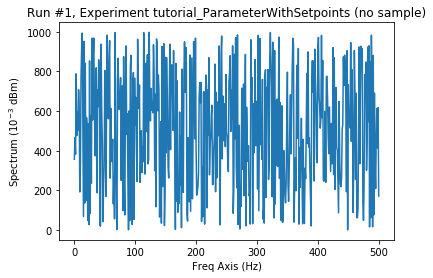 Run #1, Experiment tutorial_ParameterWithSetpoints (no sample)
1000
800
600
400
200
0
Spectrum (10⁻³ dBm)
0 100 200 300 400 500
Freq Axis (Hz)